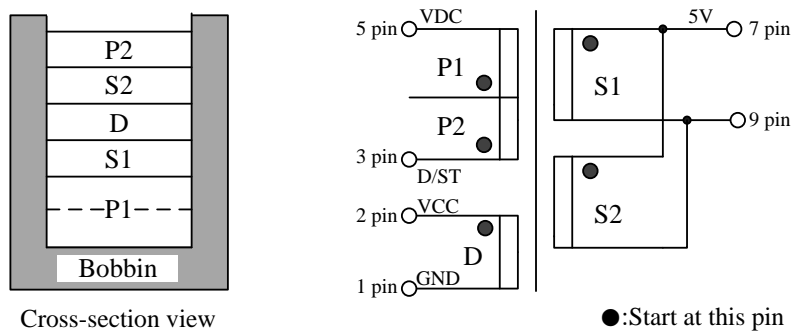 P2
S2
D
S1
P1
Bobbin
Cross-section view
5 pin VDC
P1
P2
3 pin
D/ST
2 pin VCC
D
1 pin GND
5V 7 pin
S1
9 pin
S2
●:Start at this pin